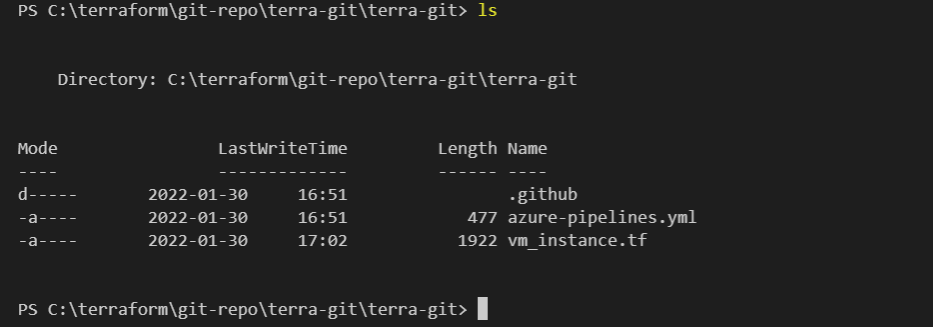 PS C:\terraform\git-repo\terra-git\terra-git> ls
Directory: C:\terraform\git-repo\terra-git\terra-git
Mode LastWriteTime Length Name
---- ------------- ------ ----
d----- 2022-01-30 16:51 .github
-a---- 2022-01-30 16:51 477 azure-pipelines.yml
-a---- 2022-01-30 17:02 1922 vm_instance.tf
PS C:\terraform\git-repo\terra-git\terra-git>